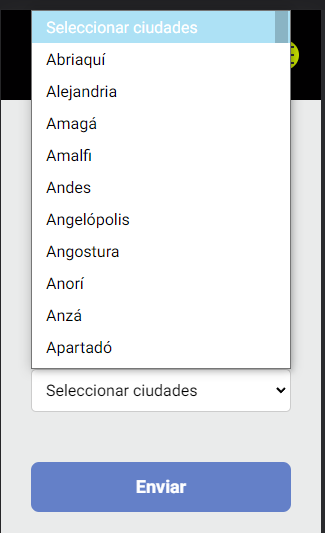 Seleccionar ciudades
Abriaquí
Alejandria
Amagá
Amalfi
Andes
Angelópolis
Angostura
Anorí
Anzá
Apartadó
Seleccionar ciudades
Enviar